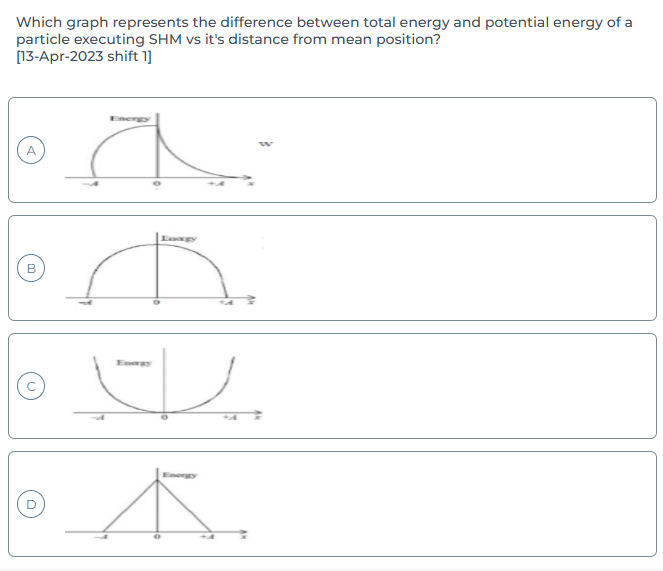 Which graph represents the difference between total energy and potential energy of a
particle executing SHM vs it's distance from mean position?
[13-Apr-2023 shift 1]
A
Energy
w
-A
0
+A
x
B
Energy
-A
0
+A
x
C
Energy
-A
0
+A
x
D
Energy
-A
0
+A
x